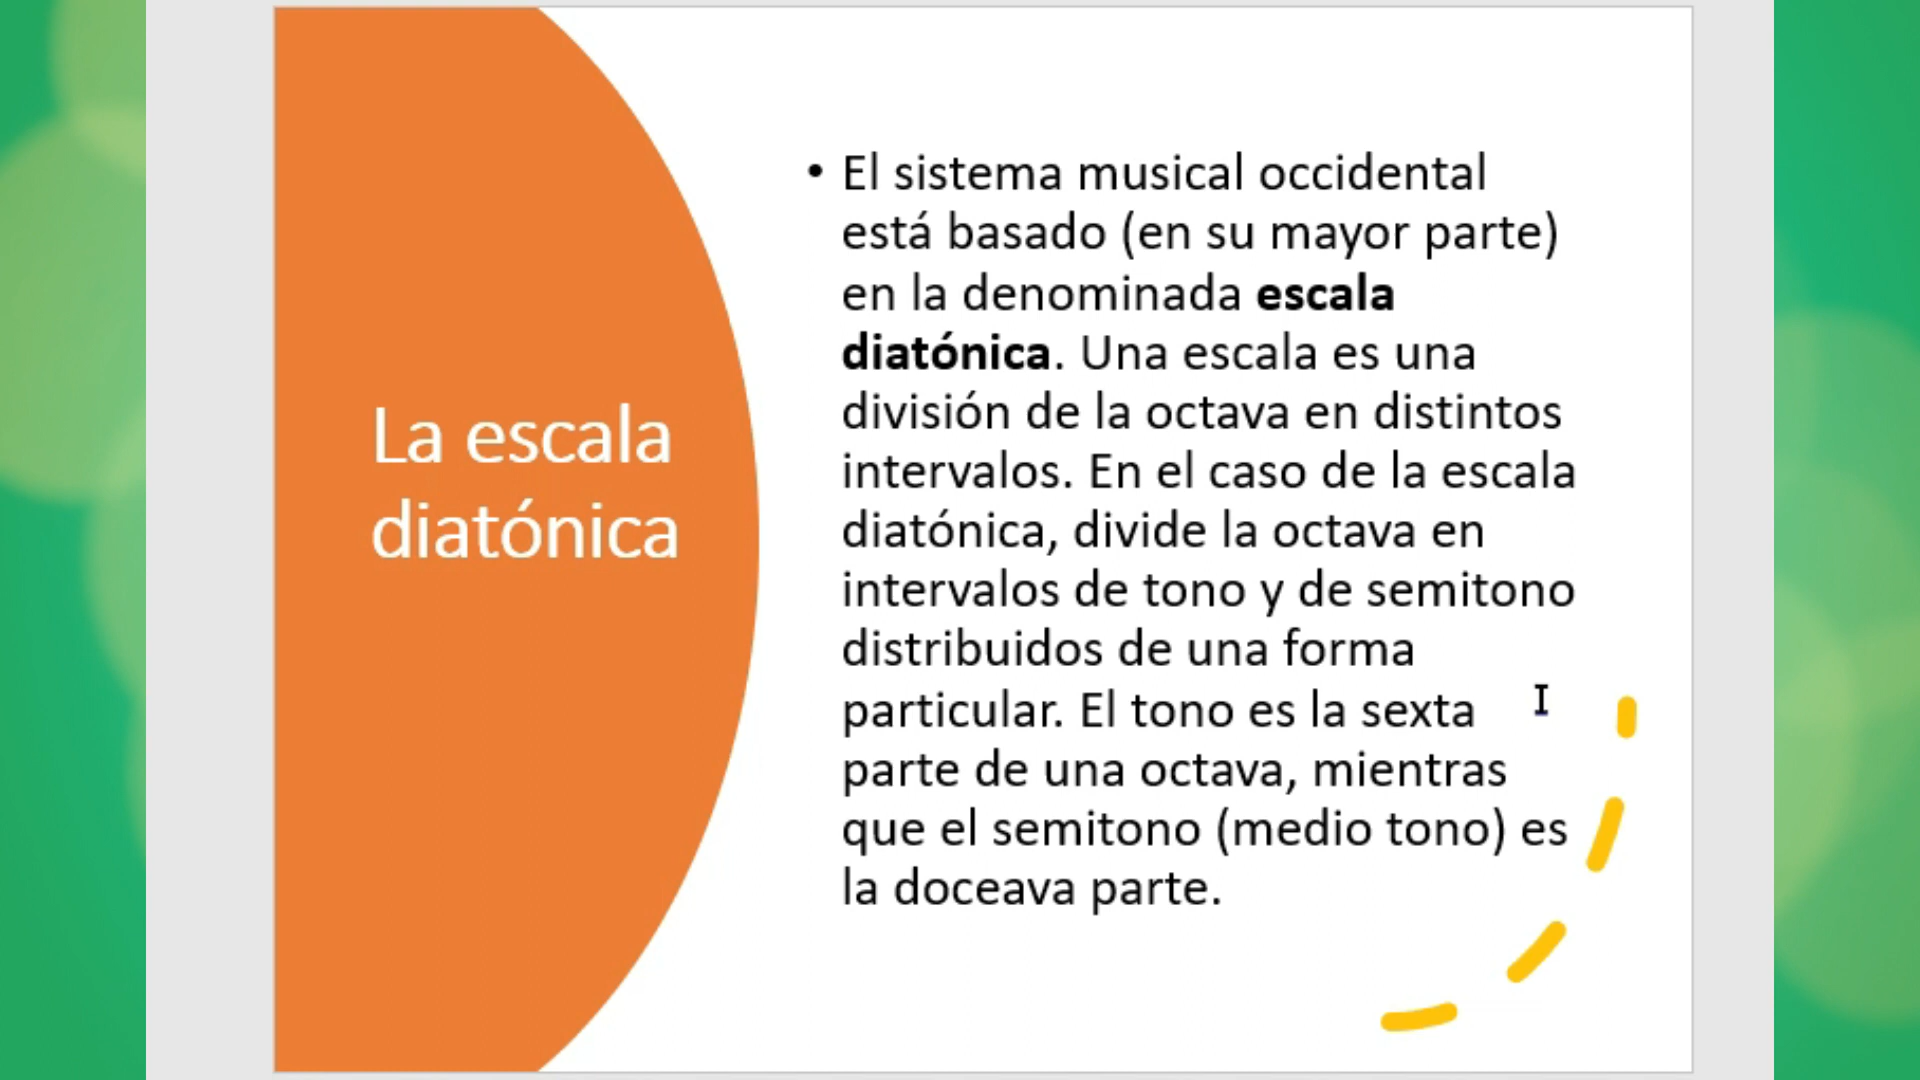 La escala
diatónica
• El sistema musical occidental
está basado (en su mayor parte)
en la denominada escala
diatónica. Una escala es una
división de la octava en distintos
intervalos. En el caso de la escala
diatónica, divide la octava en
intervalos de tono y de semitono
distribuidos de una forma
particular. El tono es la sexta
parte de una octava, mientras
que el semitono (medio tono) es
la doceava parte.